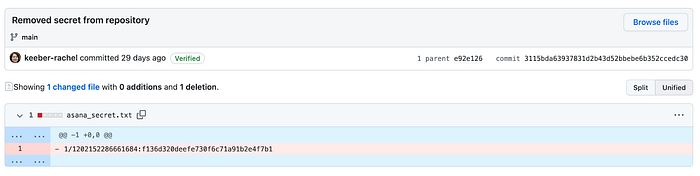 Removed secret from repository
Browse files
main
keeber-rachel committed 29 days ago Verified
1 parent e92e126 commit 3115bda63937831d2b43d52bbebe6b352ccedc30
Showing 1 changed file with 0 additions and 1 deletion.
Split Unified
1 asana_secret.txt ...
... ... @@ -1 +0,0 @@
1 - 1/1202152286661684:f136d320deefe730f6c71a91b2e4f7b1
... ...